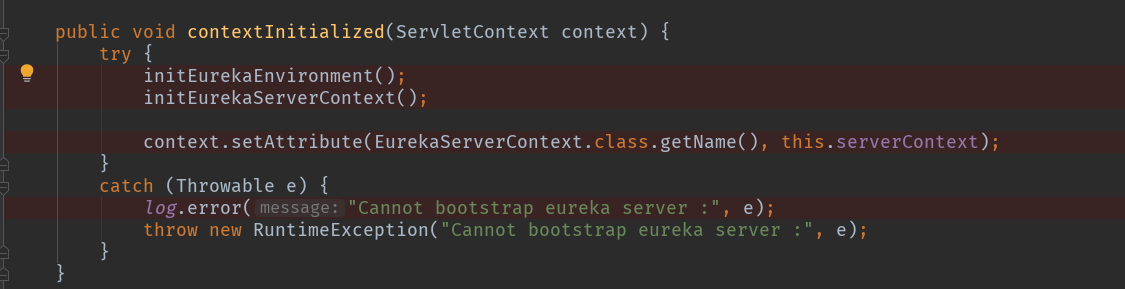 public void contextInitialized(ServletContext context) {
try {
initEurekaEnvironment();
initEurekaServerContext();
context.setAttribute(EurekaServerContext.class.getName(), this.serverContext);
}
catch (Throwable e) {
log.error( message: "Cannot bootstrap eureka server :", e);
throw new RuntimeException("Cannot bootstrap eureka server :", e);
}
}